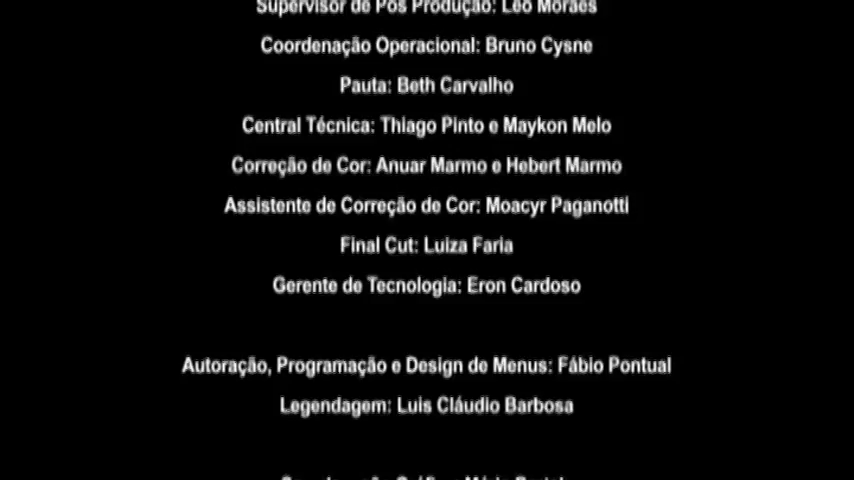 Supervisor de Pós Produção: Léo Moraes
Coordenação Operacional: Bruno Cysne
Pauta: Beth Carvalho
Central Técnica: Thiago Pinto e Maykon Melo
Correção de Cor: Anuar Marmo e Hebert Marmo
Assistente de Correção de Cor: Moacyr Paganotti
Final Cut: Luiza Faria
Gerente de Tecnologia: Eron Cardoso
Autoração, Programação e Design de Menus: Fábio Pontual
Legendagem: Luis Cláudio Barbosa